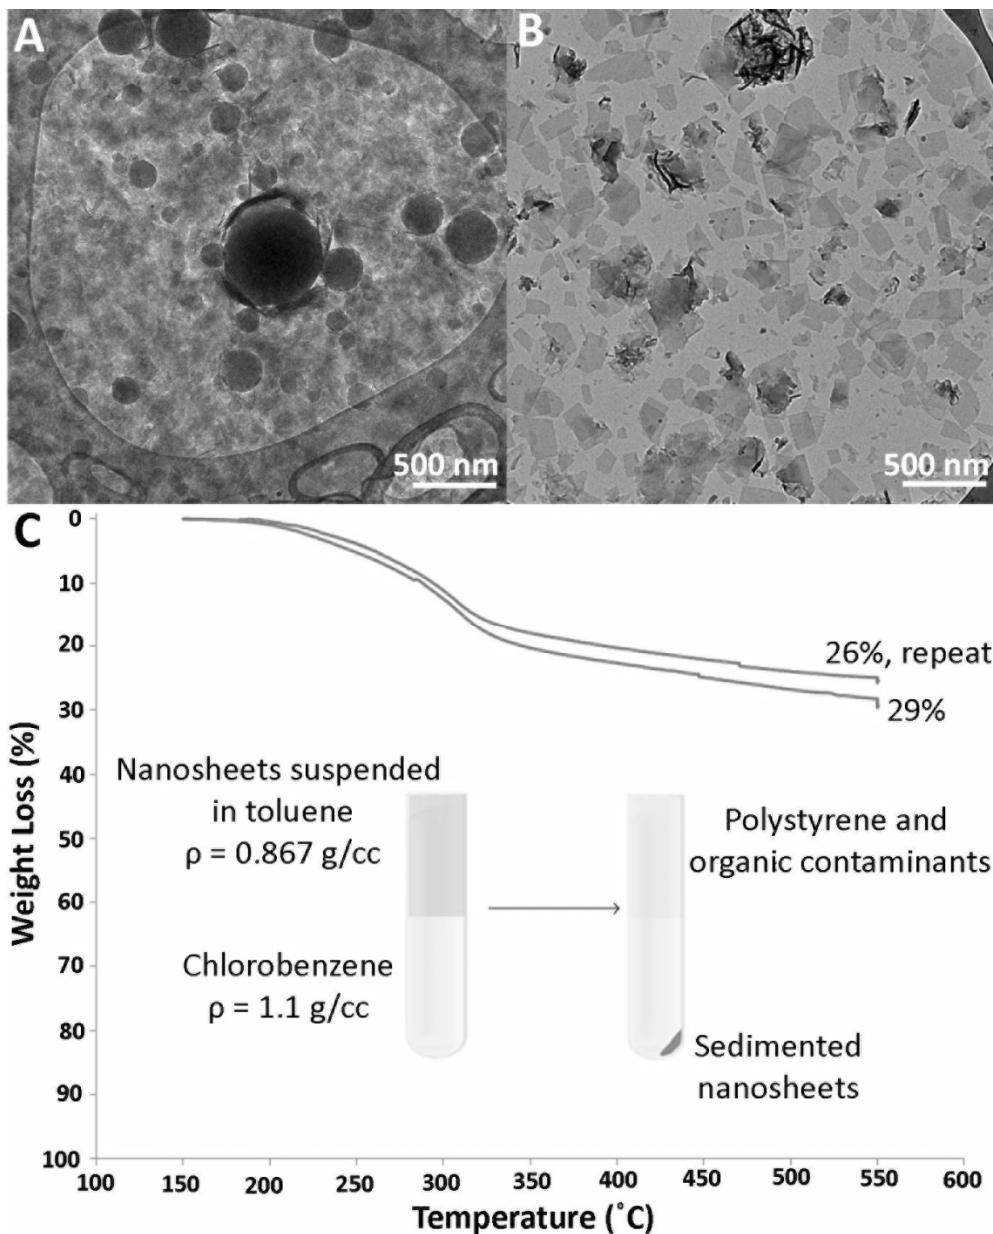 A
B
500 nm
500 nm
C
0
10
20
30
40
50
60
70
80
90
100
Weight Loss (%)
26%, repeat
29%
Nanosheets suspended
in toluene
ρ = 0.867 g/cc
Chlorobenzene
ρ = 1.1 g/cc
Polystyrene and
organic contaminants
Sedimented
nanosheets
100
150
200
250
300
350
400
450
500
550
600
Temperature (˚C)